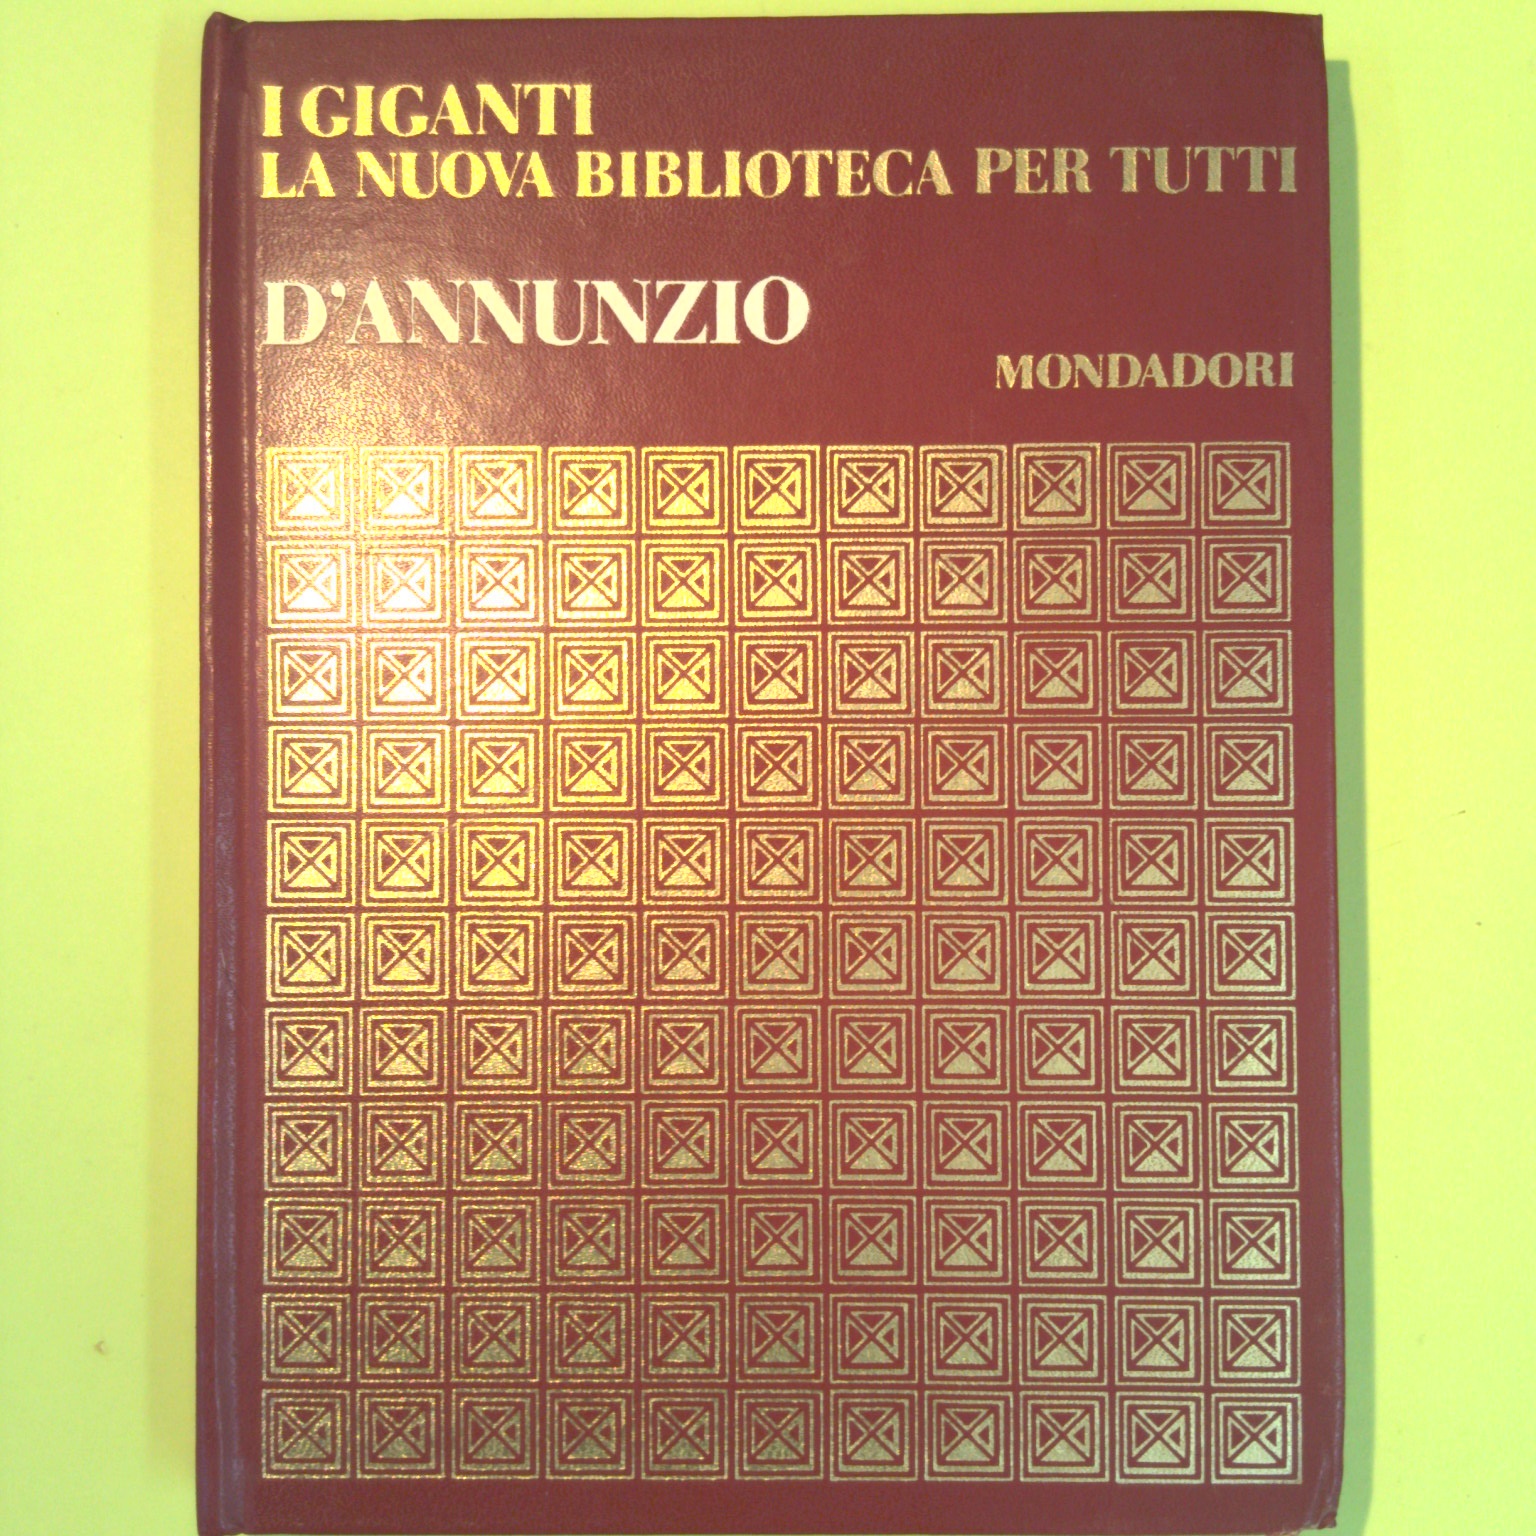 I GIGANTI
LA NUOVA BIBLIOTECA PER TUTTI
D'ANNUNZIO
MONDADORI